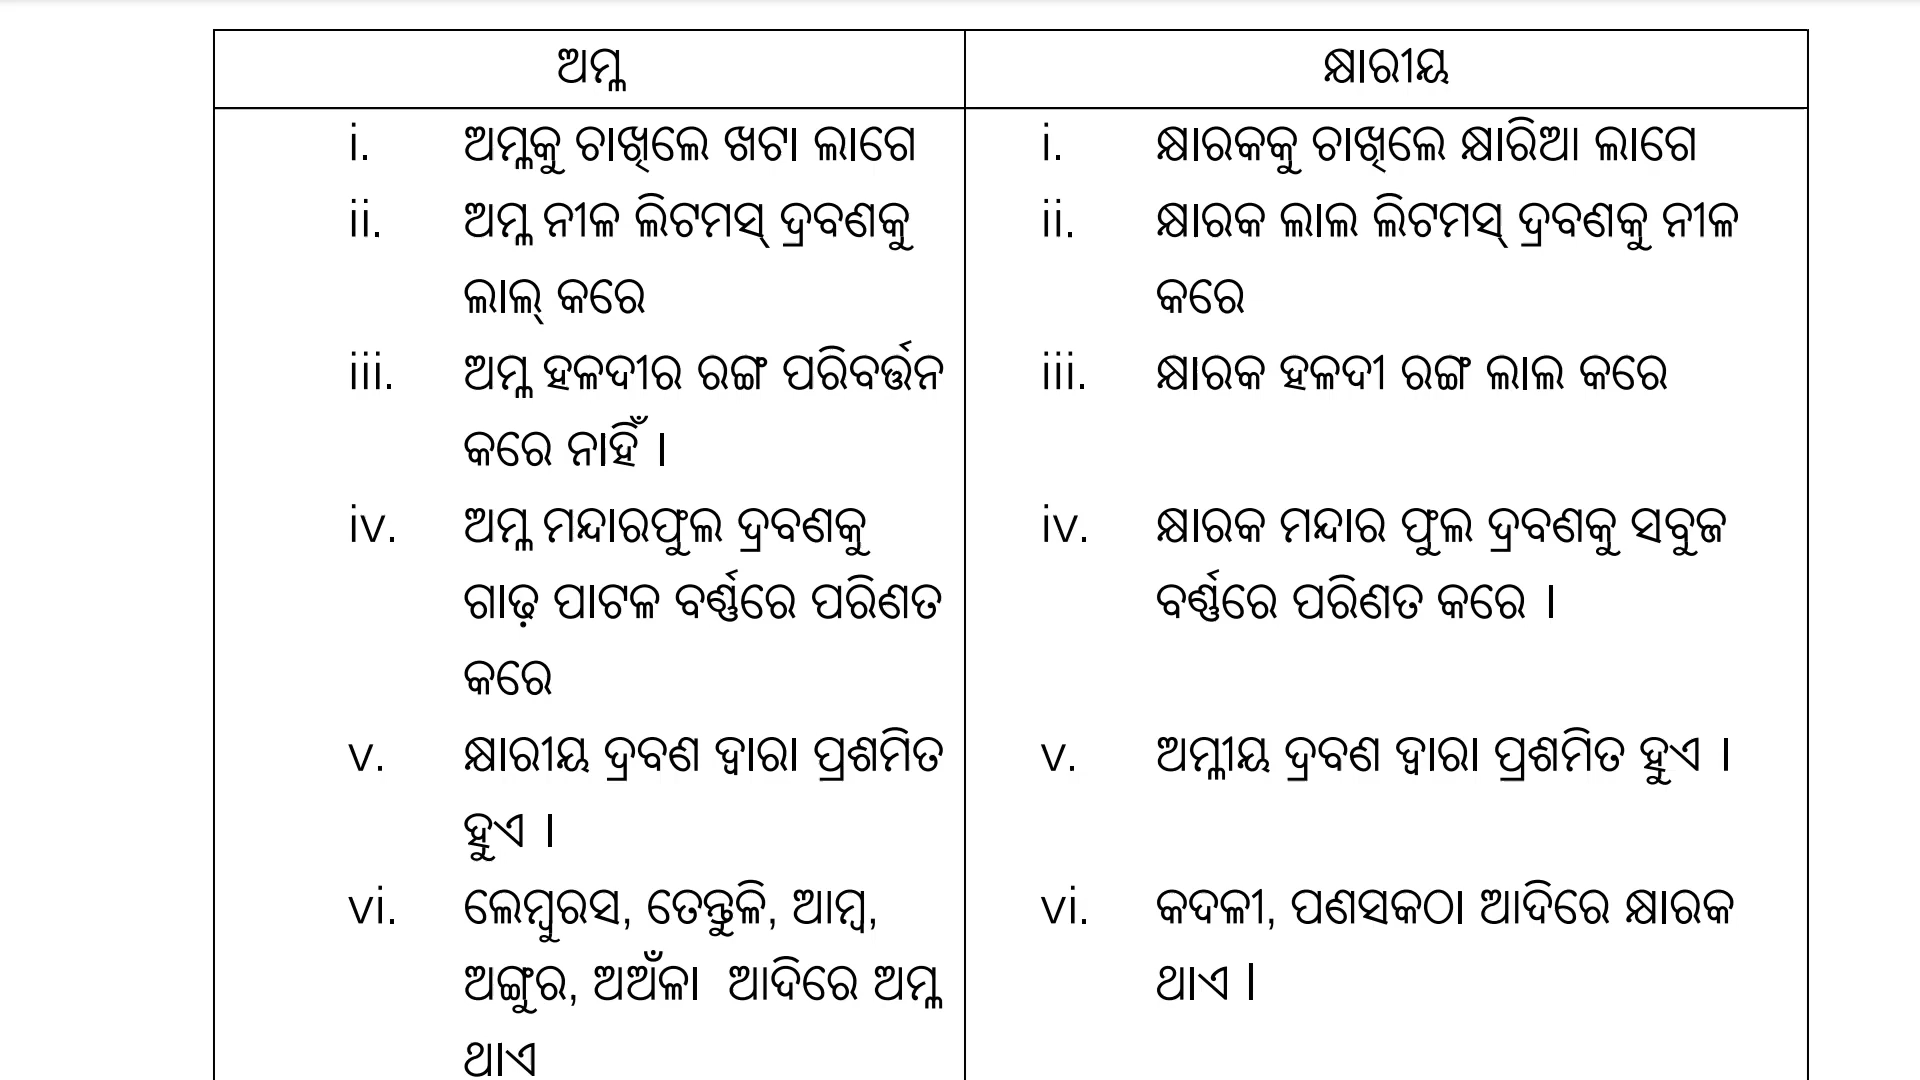 ଅମ୍ଳ
କ୍ଷାରୀୟ
i. ଅମ୍ଳକୁ ଚାଖିଲେ ଖଟା ଲାଗେ
ii. ଅମ୍ଳ ନୀଳ ଲିଟମସ୍ ଦ୍ରବଣକୁ
ଲାଲ୍ କରେ
iii. ଅମ୍ଳ ହଳଦୀର ରଙ୍ଗ ପରିବର୍ତ୍ତନ
କରେ ନାହିଁ ।
iv. ଅମ୍ଳ ମନ୍ଦାରଫୁଲ ଦ୍ରବଣକୁ
ଗାଢ଼ ପାଟଳ ବର୍ଣ୍ଣରେ ପରିଣତ
କରେ
v. କ୍ଷାରୀୟ ଦ୍ରବଣ ଦ୍ଵାରା ପ୍ରଶମିତ
ହୁଏ ।
vi. ଲେମ୍ବୁରସ, ତେନ୍ତୁଳି, ଆମ୍ବ,
ଅଙ୍ଗୁର, ଅଅଁଳା ଆଦିରେ ଅମ୍ଳ
ଥାଏ
i. କ୍ଷାରକକୁ ଚାଖିଲେ କ୍ଷାରିଆ ଲାଗେ
ii. କ୍ଷାରକ ଲାଲ ଲିଟମସ୍ ଦ୍ରବଣକୁ ନୀଳ
କରେ
iii. କ୍ଷାରକ ହଳଦୀ ରଙ୍ଗ ଲାଲ କରେ
iv. କ୍ଷାରକ ମନ୍ଦାର ଫୁଲ ଦ୍ରବଣକୁ ସବୁଜ
ବର୍ଣ୍ଣରେ ପରିଣତ କରେ ।
v. ଅମ୍ଳୀୟ ଦ୍ରବଣ ଦ୍ଵାରା ପ୍ରଶମିତ ହୁଏ ।
vi. କଦଳୀ, ପଣସକଠା ଆଦିରେ କ୍ଷାରକ
ଥାଏ ।